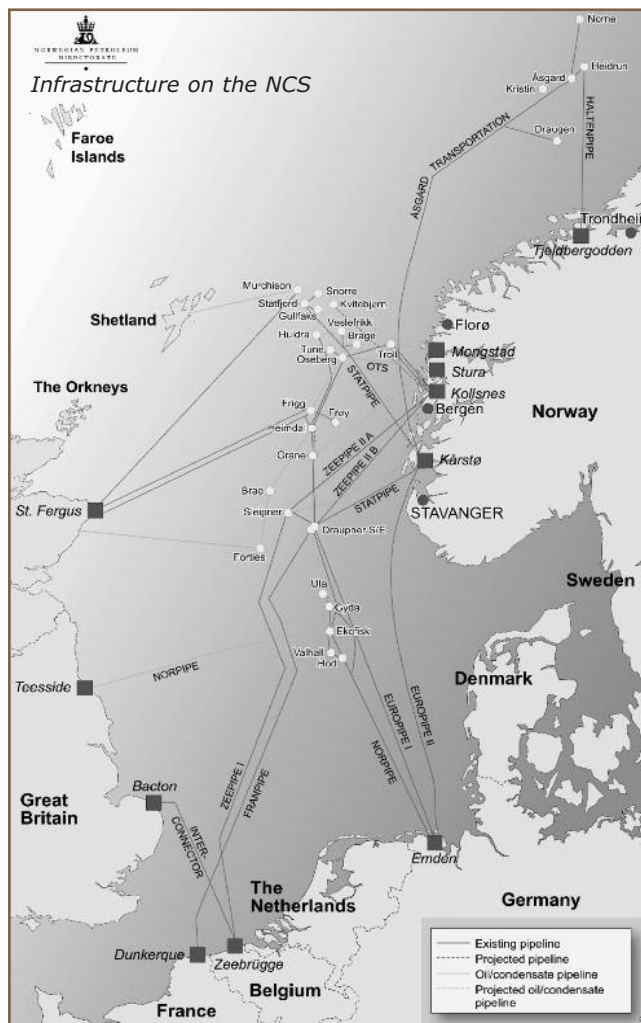 NORWEGIAN PETROLEUM
DIRECTORATE
Infrastructure on the NCS
Norne
Heidrun
Åsgard
Kristin
Draugen
HALTENPIPE
ÅSGARD TRANSPORTATION
Faroe
Islands
Trondheim
Tjeldbergodden
Murchison
Snorre
Statfjord
Kvitebjørn
Gullfaks
Shetland
Huldra
Veslefrikk
Brage
Tune
Oseberg
Troll
OTS
STATPIPE
Florø
Mongstad
Stura
Kollsnes
Bergen
Norway
The Orkneys
Frigg
Frøy
Heimdal
Grane
ZEEPIPE II A
ZEEPIPE II B
Kårstø
STATPIPE
Brae
Sleipner
St. Fergus
STAVANGER
Draupner S/E
Forties
Sweden
Ula
Gyda
Ekofisk
Valhall
Hod
NORPIPE
Teesside
Denmark
EUROPIPE II
EUROPIPE I
NORPIPE
ZEEPIPE I
FRANPIPE
Bacton
Great
Britain
INTER-
CONNECTOR
Emden
The
Netherlands
Germany
Dunkerque
Zeebrügge
Belgium
France
Existing pipeline
Projected pipeline
Oil/condensate pipeline
Projected oil/condensate
pipeline